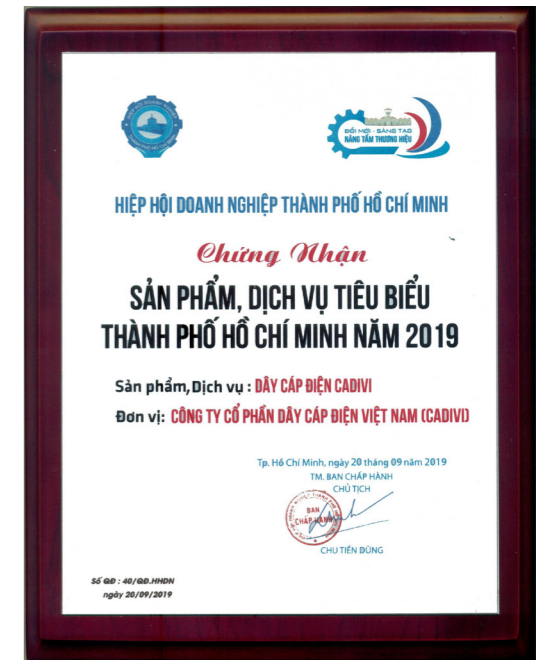 ĐỔI MỚI - SÁNG TẠO
NÂNG TẦM THƯƠNG HIỆU
HIỆP HỘI DOANH NGHIỆP THÀNH PHỐ HỒ CHÍ MINH
Chứng Nhận
SẢN PHẨM, DỊCH VỤ TIÊU BIỂU
THÀNH PHỐ HỒ CHÍ MINH NĂM 2019
Sản phẩm,Dịch vụ : DÂY CÁP ĐIỆN CADIVI
Đơn vị: CÔNG TY CỔ PHẦN DÂY CÁP ĐIỆN VIỆT NAM (CADIVI)
Tp. Hồ Chí Minh, ngày 20 tháng 09 năm 2019
TM. BAN CHẤP HÀNH
CHỦ TỊCH
BAN
CHẤP HÀNH
CHU TIẾN DŨNG
Số QĐ : 40/QĐ.HHDN
ngày 20/09/2019